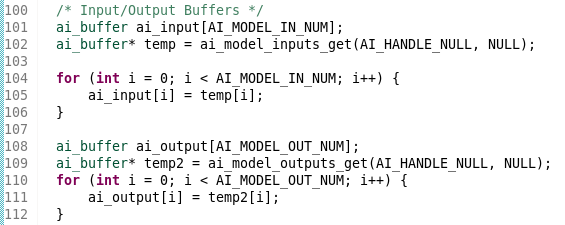 100 /* Input/Output Buffers */
101 ai_buffer ai_input[AI_MODEL_IN_NUM];
102 ai_buffer* temp = ai_model_inputs_get(AI_HANDLE_NULL, NULL);
103
104 for (int i = 0; i < AI_MODEL_IN_NUM; i++) {
105     ai_input[i] = temp[i];
106 }
107
108 ai_buffer ai_output[AI_MODEL_OUT_NUM];
109 ai_buffer* temp2 = ai_model_outputs_get(AI_HANDLE_NULL, NULL);
110 for (int i = 0; i < AI_MODEL_OUT_NUM; i++) {
111     ai_output[i] = temp2[i];
112 }